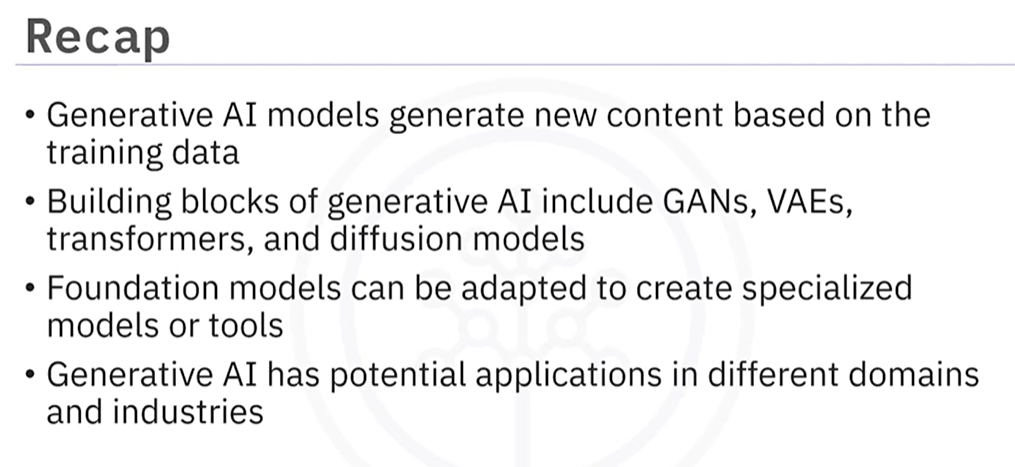 Recap
• Generative AI models generate new content based on the
training data
• Building blocks of generative AI include GANs, VAEs,
transformers, and diffusion models
• Foundation models can be adapted to create specialized
models or tools
• Generative AI has potential applications in different domains
and industries